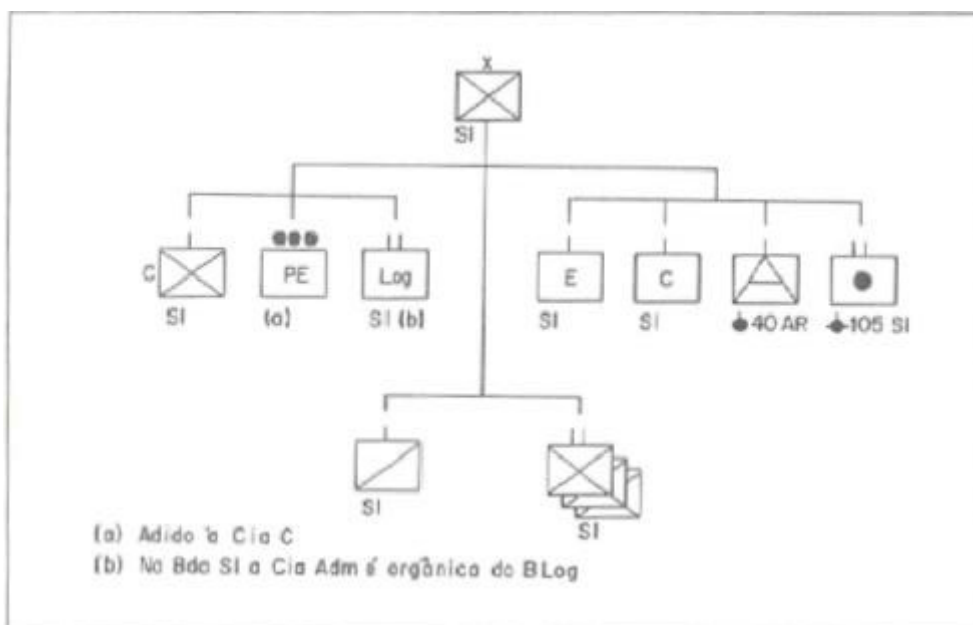 X
SI
C
SI
PE
(a)
Log
SI (b)
E
SI
C
SI
40 AR
105 SI
SI
SI
(a) Adido à Cia C
(b) Na Bda SI a Cia Adm é orgânica do BLog